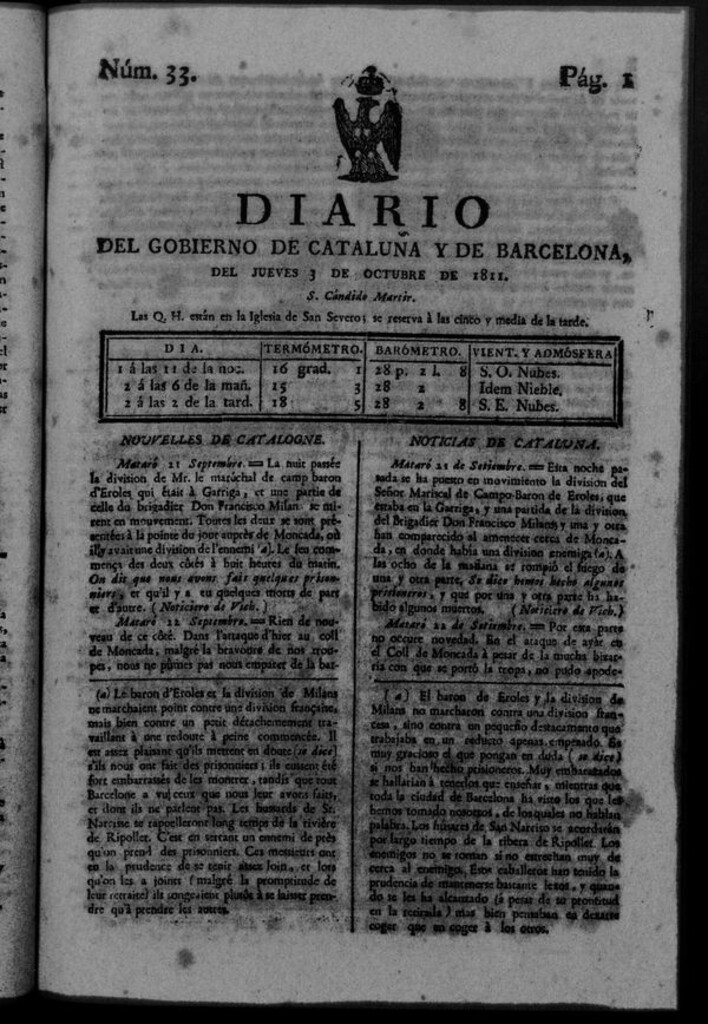 Núm. 33.
Pág. 1
DIARIO
DEL GOBIERNO DE CATALUÑA Y DE BARCELONA,
DEL JUEVES 3 DE OCTUBRE DE 1811.
S. Cándido Martir.
Las Q. H. están en la Iglesia de San Severo; se reserva á las cinco y media de la tarde.
DIA. TERMÓMETRO. BARÓMETRO. VIENT. Y ADMÓSFERA
1 á las 11 de la noc. 16 grad. 1 28 p. 2 l. 8 S. O. Nubes.
2 á las 6 de la mañ. 15 3 28 2 Idem Nieble.
2 á las 2 de la tard. 18 5 28 2 8 S. E. Nubes.
NOUVELLES DE CATALOGNE.
Mataró 21 Septembre. = La nuit passée
la division de Mr. le maréchal de camp baron
d'Eroles qui était à Garriga, et une partie de
celle du brigadier Don Francisco Milan se mi-
rent en mouvement. Toutes les deux se sont pré-
sentées à la pointe du jour auprès de Moncada, où
il y avait une division de l'ennemi (a). Le feu com-
mença des deux côtés à huit heures du matin.
On dit que nous avons fait quelques prison-
niers, et qu'il y a eu quelques morts de part
et d'autre. (Noticiero de Vich.)
Mataró 22 Septembre. = Rien de nou-
veau de ce côté. Dans l'attaque d'hier au coll
de Moncada, malgré la bravoure de nos trou-
pes, nous ne pûmes pas nous emparer de la bar-
(a) Le baron d'Eroles et la division de Milans
ne marchaient point contre une division française,
mais bien contre un petit détachement tra-
vaillant à une redoute à peine commencée. Il
est assez plaisant qu'ils mettent en doute (se dice)
s'ils nous ont fait des prisonniers; ils eussent été
fort embarrassés de les montrer, tandis que tout
Barcelone a vu ceux que nous leur avons faits,
et dont ils ne parlent pas. Les hussards de St.
Narcisse se rappelleront long temps de la rivière
de Ripollet. C'est en serrant un ennemi de près
qu'on prend des prisonniers. Ces messieurs ont
eu la prudence de se tenir assez loin, et lors
qu'on les a joints (malgré la promptitude de
leur retraite) ils songeaient plutôt à se laisser pren-
dre qu'à prendre les autres.
NOTICIAS DE CATALUÑA.
Mataró 21 de Setiembre. = Esta noche pa-
sada se ha puesto en movimiento la division del
Señor Mariscal de Campo Baron de Eroles, que
estaba en la Garriga, y una partida de la division
del Brigadier Don Francisco Milans, y una y otra
han comparecido al amenecer cerca de Monca-
da, en donde había una division enemiga (a). A
las ocho de la mañana se rompió el fuego de
una y otra parte. Se dice hemos hecho algunos
prisioneros, y que por una y otra parte ha ha-
bido algunos muertos. (Noticiero de Vich.)
Mataró 22 de Setiembre. = Por esta parte
no occure novedad. En el ataque de ayer en
el Coll de Moncada á pesar de la mucha bizar-
ria con que se portó la tropa, no pudo apode-
(a) El baron de Eroles y la division de
Milans no marcharon contra una division fran-
cesa, sino contra un pequeño destacamento que
trabajaba en un reducto apenas empezado. Es
muy gracioso el que pongan en duda (se dice)
si nos han hecho prisioneros. Muy embarazados
se hallarian á tenerlos que enseñar, mientras que
toda la ciudad de Barcelona ha visto los que les
hemos tomado nosotros, de los quales no hablan
palabra. Los húsares de San Narciso se acordarán
por largo tiempo de la ribera de Ripollet. Los
enemigos no se toman si no estrechan muy de
cerca al enemigo. Estos caballeros han tenido la
prudencia de mantenerse bastante lexos, y quan-
do se les ha alcanzado (á pesar de su prontitud
en la retirada) mas bien pensaban en dexarse
coger que en coger á los otros.